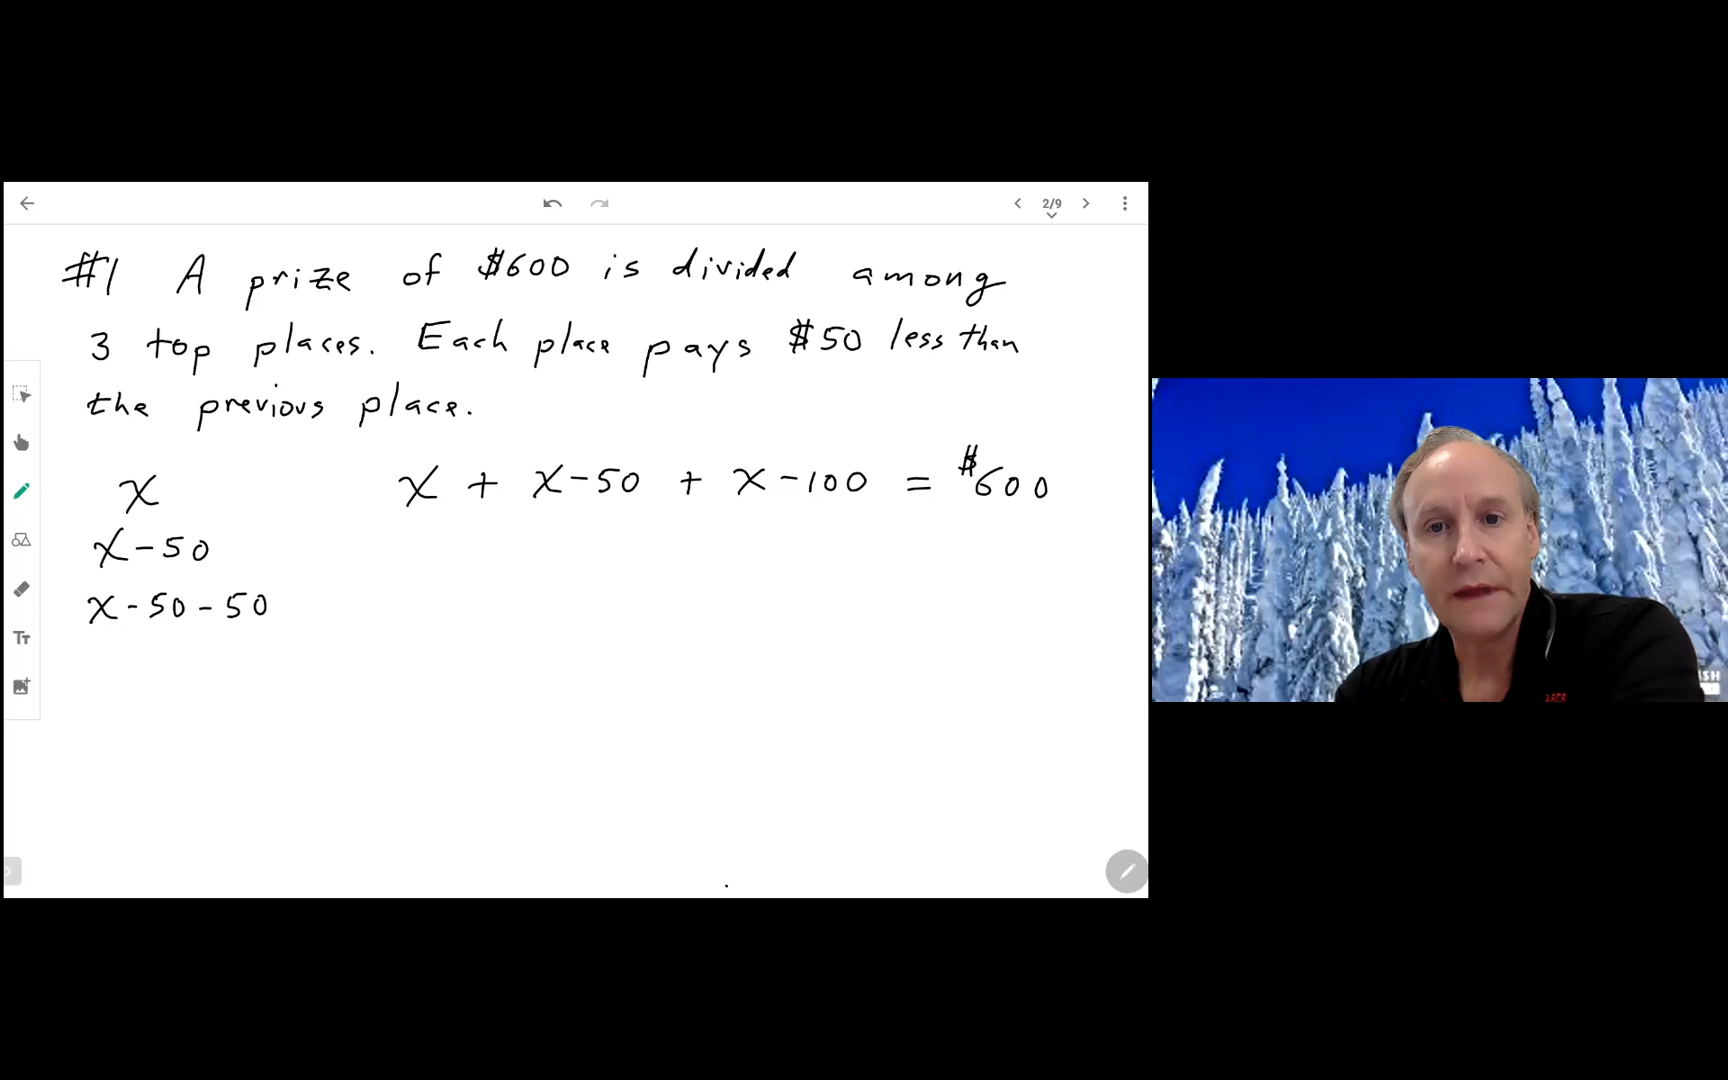 2/9
#1 A prize of $600 is divided among
3 top places. Each place pays $50 less than
the previous place.
x
x + x-50 + x-100 = $600
x-50
x-50-50
TT